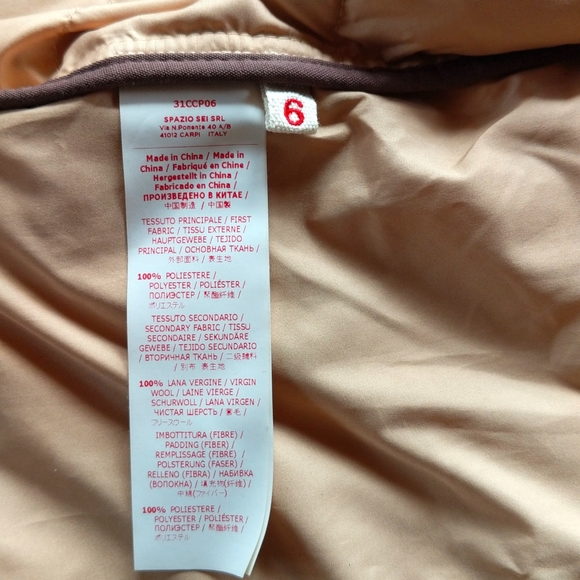 31CCP06
SPAZIO SEI SRL
Via N.Ponente 40 A/B
41012 CARPI ITALY
6
Made in China / Made in
China / Fabriqué en Chine /
Hergestellt in China /
Fabricado en China /
ПРОИЗВЕДЕНО В КИТАЕ /
中国制造 / 中国製
TESSUTO PRINCIPALE / FIRST
FABRIC / TISSU EXTERNE /
HAUPTGEWEBE / TEJIDO
PRINCIPAL / ОСНОВНАЯ ТКАНЬ /
外部面料 / 表生地
100% POLIESTERE /
POLYESTER / POLIÉSTER /
ПОЛИЭСТЕР / 聚酯纤维 /
ポリエステル
TESSUTO SECONDARIO /
SECONDARY FABRIC / TISSU
SECONDAIRE / SEKUNDÄRE
GEWEBE / TEJIDO SECUNDARIO
/ ВТОРИЧНАЯ ТКАНЬ / 二级辅料
/ 別布 表生地
100% LANA VERGINE / VIRGIN
WOOL / LAINE VIERGE /
SCHURWOLL / LANA VIRGEN /
ЧИСТАЯ ШЕРСТЬ / 羊毛 /
フリースウール
IMBOTTITURA (FIBRE) /
PADDING (FIBER) /
REMPLISSAGE (FIBRE) /
POLSTERUNG (FASER) /
RELLENO (FIBRA) / НАБИВКА
(ВОЛОКНА) / 填充物(纤维) /
中綿(ファイバー)
100% POLIESTERE /
POLYESTER / POLIÉSTER /
ПОЛИЭСТЕР / 聚酯纤维 /
ポリエステル